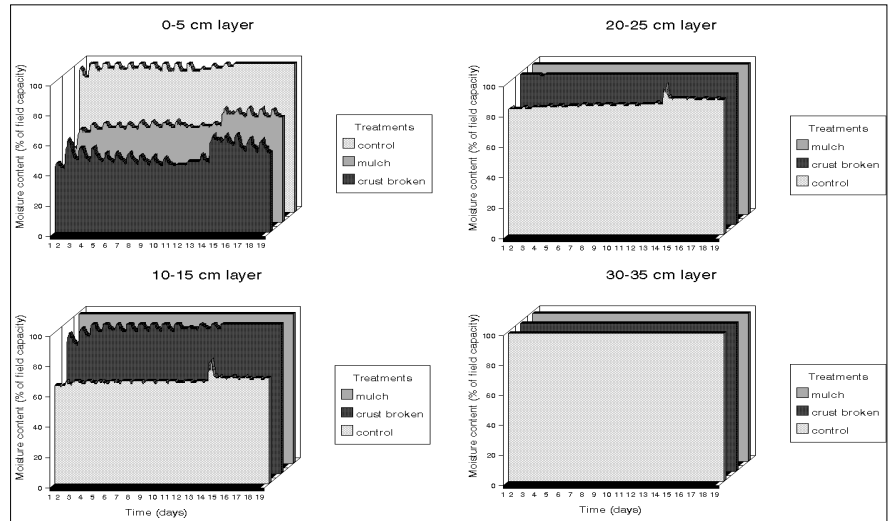 0-5 cm layer
Moisture content (% of field capacity)
100
80
60
40
20
0
1 2 3 4 5 6 7 8 9 10 11 12 13 14 15 16 17 18 19
Treatments
control
mulch
crust broken
20-25 cm layer
Moisture content (% of field capacity)
100
80
60
40
20
0
1 2 3 4 5 6 7 8 9 10 11 12 13 14 15 16 17 18 19
Treatments
mulch
crust broken
control
10-15 cm layer
Moisture content (% of field capacity)
100
80
60
40
20
0
1 2 3 4 5 6 7 8 9 10 11 12 13 14 15 16 17 18 19
Time (days)
Treatments
mulch
crust broken
control
30-35 cm layer
Moisture content (% of field capacity)
100
80
60
40
20
0
1 2 3 4 5 6 7 8 9 10 11 12 13 14 15 16 17 18 19
Time (days)
Treatments
mulch
crust broken
control